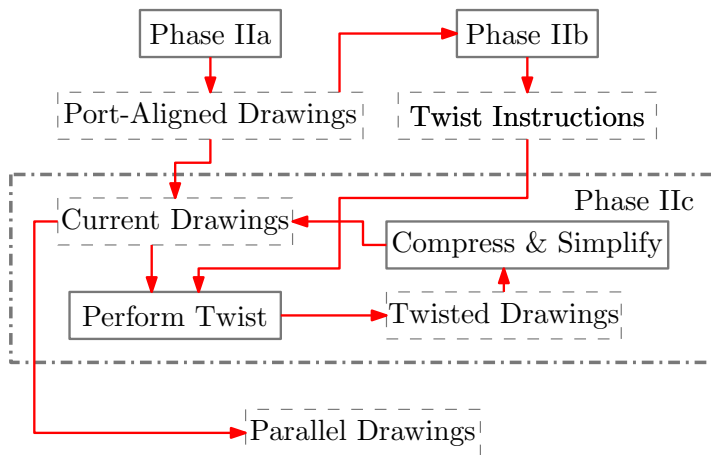 Phase IIa
Phase IIb
Port-Aligned Drawings
Twist Instructions
Phase IIc
Current Drawings
Compress & Simplify
Perform Twist
Twisted Drawings
Parallel Drawings